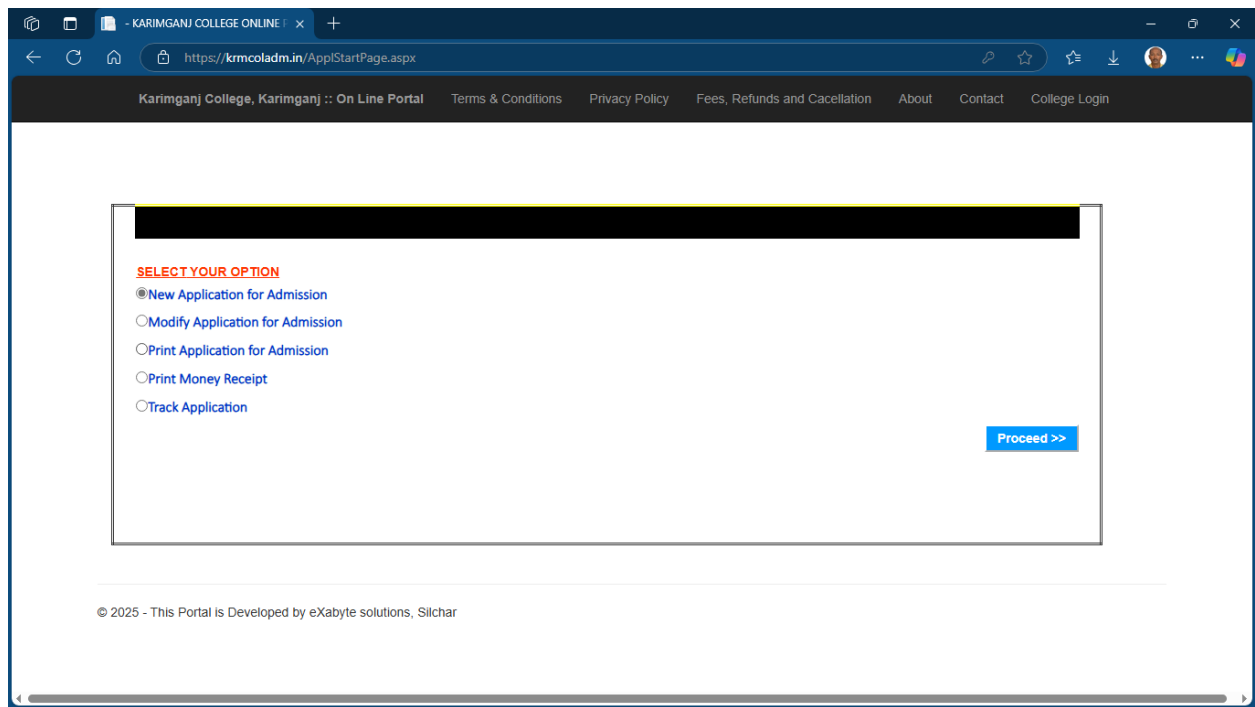 - KARIMGANJ COLLEGE ONLINE
https://krmcoladm.in/ApplStartPage.aspx
Karimganj College, Karimganj :: On Line Portal Terms & Conditions Privacy Policy Fees, Refunds and Cacellation About Contact College Login
SELECT YOUR OPTION
New Application for Admission
Modify Application for Admission
Print Application for Admission
Print Money Receipt
Track Application
Proceed >>
© 2025 - This Portal is Developed by eXabyte solutions, Silchar